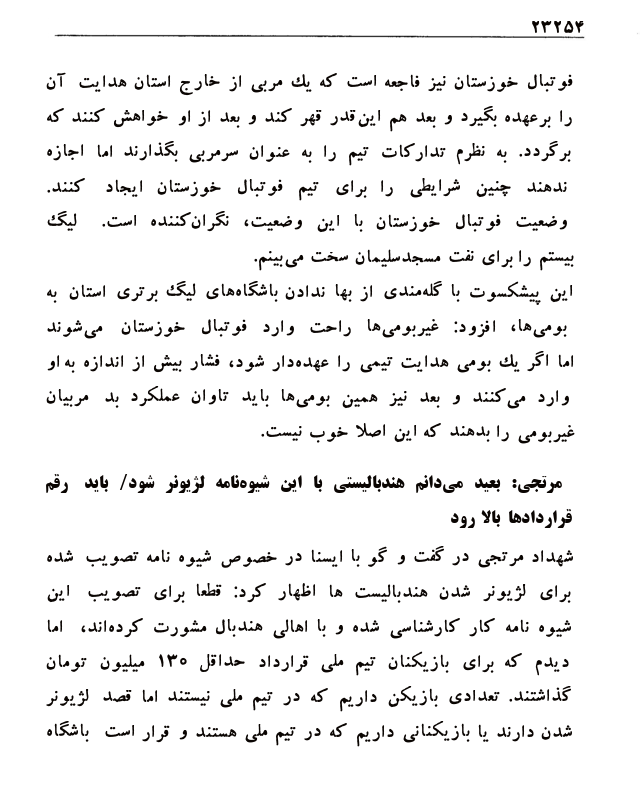 ۲۳۲۵۴
فوتبال خوزستان نیز فاجعه است که یك مربی از خارج استان هدایت آن
را برعهده بگیرد و بعد هم این‌قدر قهر کند و بعد از او خواهش کنند که
برگردد. به نظرم تدارکات تیم را به عنوان سرمربی بگذارند اما اجازه
ندهند چنین شرایطی را برای تیم فوتبال خوزستان ایجاد کنند.
وضعیت فوتبال خوزستان با این وضعیت، نگران‌کننده است. لیگ
بیستم را برای نفت مسجدسلیمان سخت می‌بینم.
این پیشکسوت با گله‌مندی از بها ندادن باشگاه‌های لیگ برتری استان به
بومی‌ها، افزود: غیربومی‌ها راحت وارد فوتبال خوزستان می‌شوند
اما اگر یك بومی هدایت تیمی را عهده‌دار شود، فشار بیش از اندازه به او
وارد می‌کنند و بعد نیز همین بومی‌ها باید تاوان عملکرد بد مربیان
غیربومی را بدهند که این اصلا خوب نیست.
مرتجی: بعید می‌دانم هندبالیستی با این شیوه‌نامه لژیونر شود/ باید رقم
قراردادها بالا رود
شهداد مرتجی در گفت و گو با ایسنا در خصوص شیوه نامه تصویب شده
برای لژیونر شدن هندبالیست ها اظهار کرد: قطعا برای تصویب این
شیوه نامه کار کارشناسی شده و با اهالی هندبال مشورت کرده‌اند، اما
دیدم که برای بازیکنان تیم ملی قرارداد حداقل ۱۳۰ میلیون تومان
گذاشتند. تعدادی بازیکن داریم که در تیم ملی نیستند اما قصد لژیونر
شدن دارند یا بازیکنانی داریم که در تیم ملی هستند و قرار است باشگاه